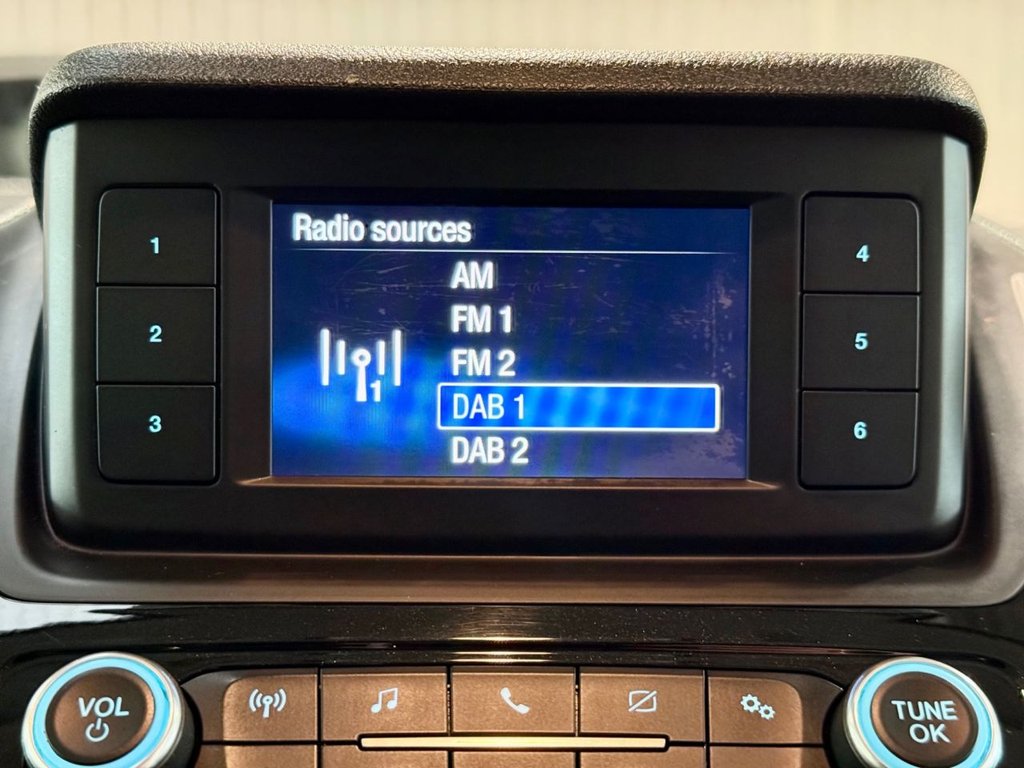 Radio sources
AM
FM 1
FM 2
DAB 1
DAB 2
1
1
2
3
4
5
6
VOL
TUNE
OK